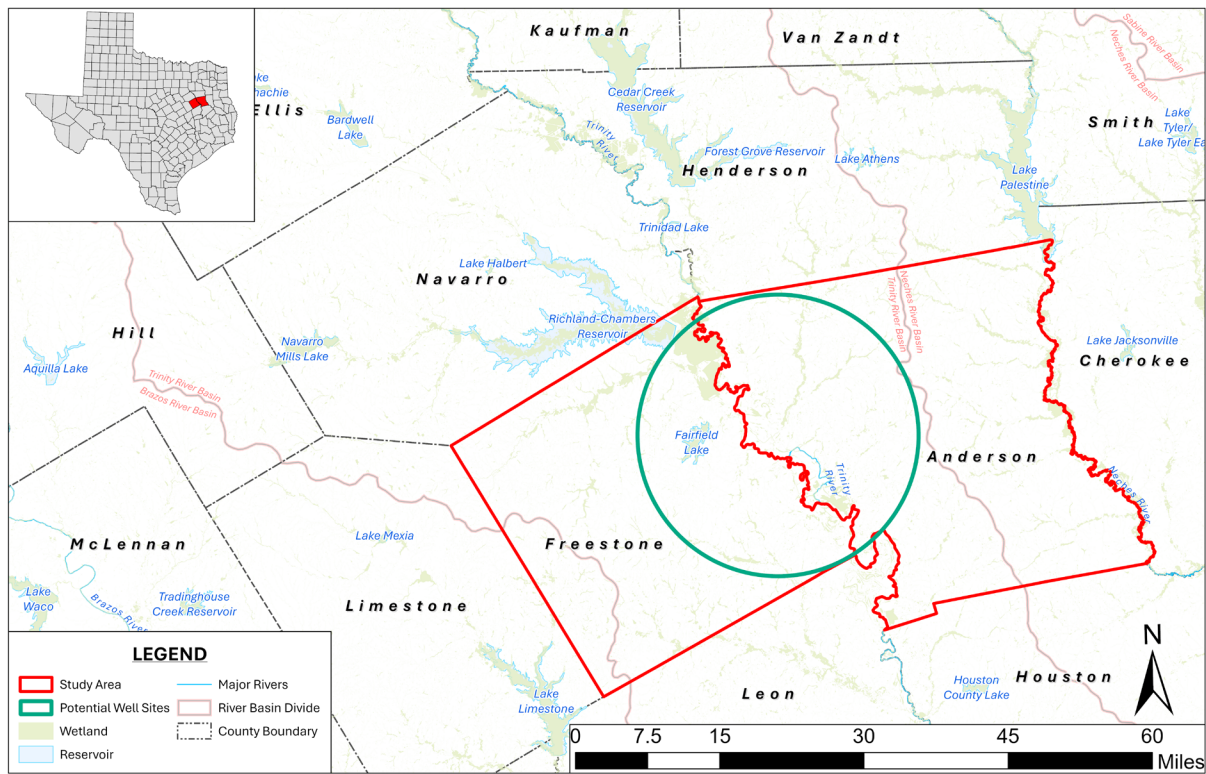 Kaufman
Van Zandt
Sabine River Basin
Neches River Basin
ke
hachie
Ellis
Bardwell
Lake
Cedar Creek
Reservoir
Trinity
River
Forest Grove Reservoir
Lake Athens
Henderson
Smith
Lake
Tyler/
Lake Tyler Ea
Lake
Palestine
Trinidad Lake
Lake Halbert
Navarro
Richland-Chambers
Reservoir
Neches River Basin
Trinity River Basin
Hill
Navarro
Mills Lake
Aquilla Lake
Trinity River Basin
Brazos River Basin
Lake Jacksonville
Cherokee
Fairfield
Lake
Anderson
Trinity
River
Neches River
McLennan
Lake Mexia
Freestone
Lake
Waco
Brazos River
Tradinghouse
Creek Reservoir
Limestone
Lake
Limestone
Leon
Houston
County Lake
Houston
N
LEGEND
Study Area
Potential Well Sites
Wetland
Reservoir
Major Rivers
River Basin Divide
County Boundary
0 7.5 15 30 45 60
Miles